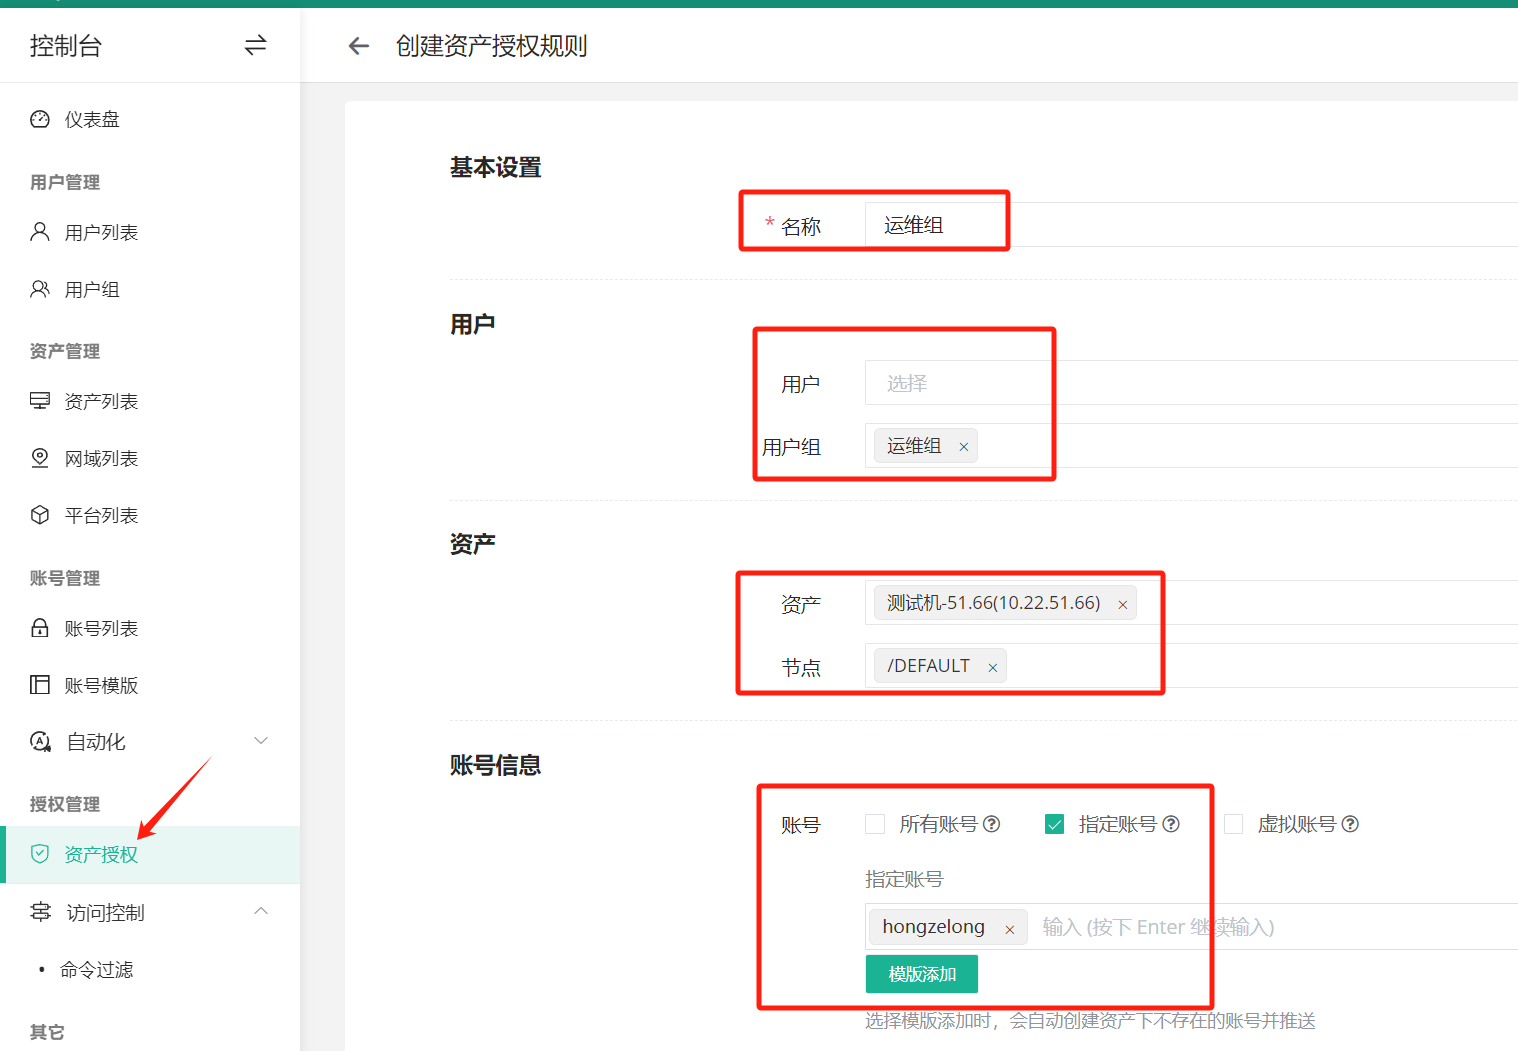 控制台
创建资产授权规则
仪表盘
用户管理
用户列表
用户组
资产管理
资产列表
网域列表
平台列表
账号管理
账号列表
账号模版
自动化
授权管理
资产授权
访问控制
• 命令过滤
其它
基本设置
* 名称 运维组
用户
用户 选择
用户组 运维组 ×
资产
资产 测试机-51.66(10.22.51.66) ×
节点 /DEFAULT ×
账号信息
账号 所有账号 ? 指定账号 ? 虚拟账号 ?
指定账号
hongzelong × 输入 (按下 Enter 继续输入)
模版添加
选择模版添加时，会自动创建资产下不存在的账号并推送